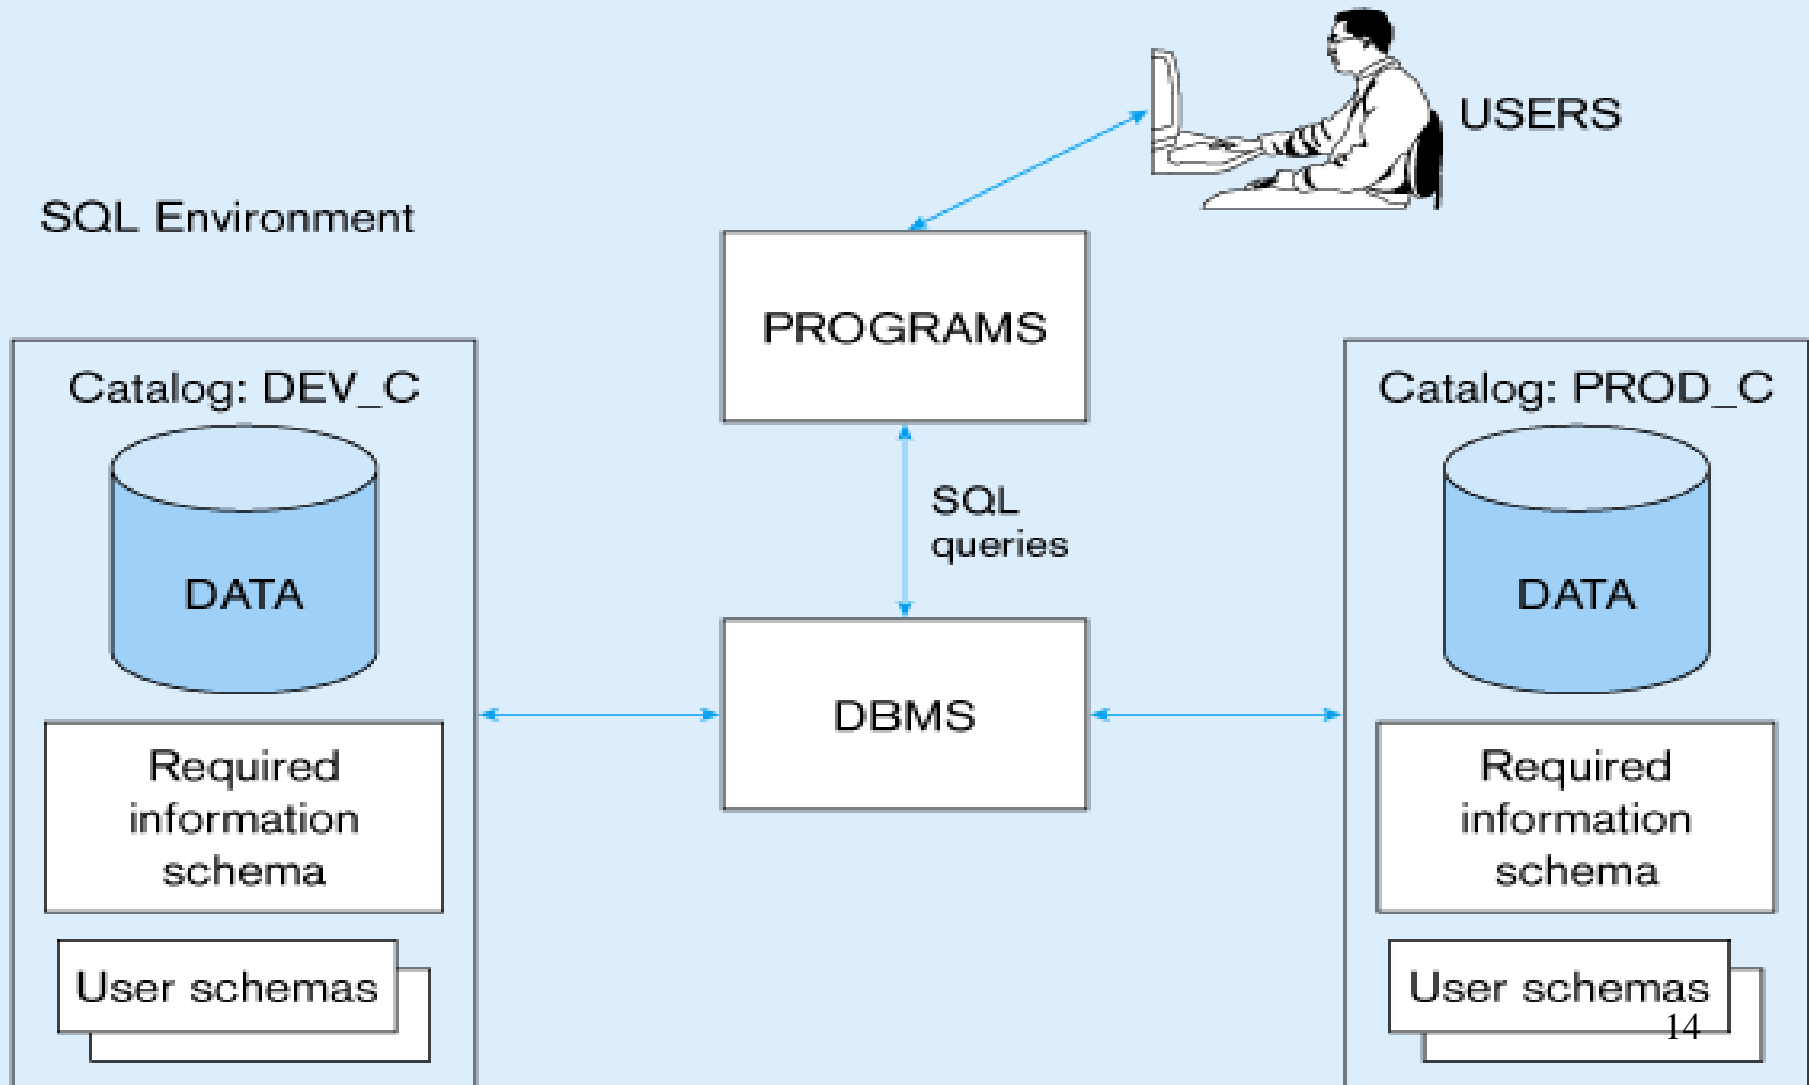 USERS
SQL Environment
PROGRAMS
Catalog: DEV_C
DATA
Required
information
schema
User schemas
SQL
queries
DBMS
Catalog: PROD_C
DATA
Required
information
schema
User schemas
14